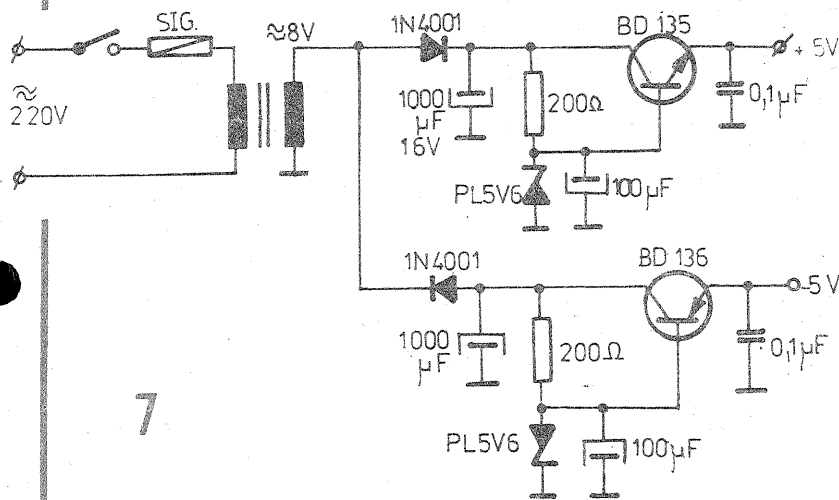 SIG.
≈8V
1N4001
BD 135
+ 5V
≈
220V
1000
µF
16V
200Ω
0,1µF
PL5V6
100µF
1N4001
BD 136
-5V
1000
µF
200Ω
0,1µF
PL5V6
100µF
7